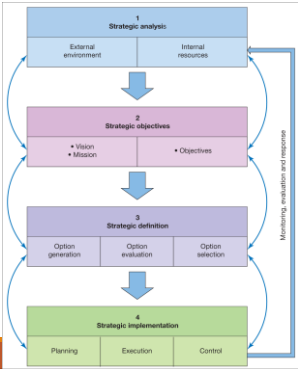 1
Strategic analysis
External
environment
Internal
resources
2
Strategic objectives
• Vision
• Mission
• Objectives
3
Strategic definition
Option
generation
Option
evaluation
Option
selection
4
Strategic implementation
Planning
Execution
Control
Monitoring, evaluation and response